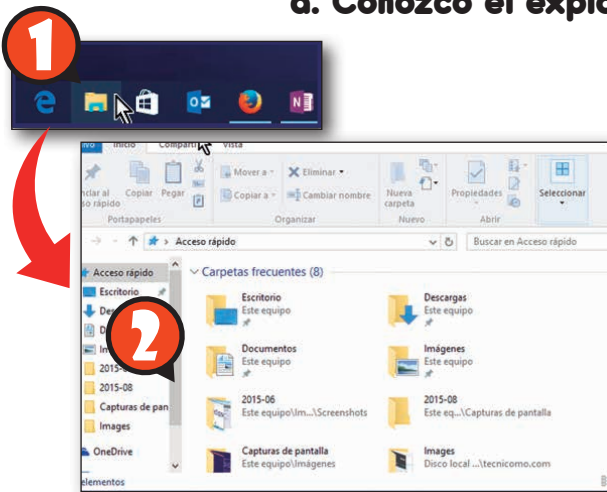 a. Conozco el explo
1
Inicio Compartir Vista
Mover a Eliminar
Copiar Pegar
Copiar a Cambiar nombre
Nueva carpeta
Propiedades
Seleccionar
so rápido
Portapapeles Organizar Nuevo Abrir
Acceso rápido
Buscar en Acceso rápido
Acceso rápido
Carpetas frecuentes (8)
Escritorio
2
2015-08
Capturas de pan
Images
OneDrive
elementos
Escritorio
Este equipo
Descargas
Este equipo
Documentos
Este equipo
Imágenes
Este equipo
2015-06
Este equipo\Im...\Screenshots
2015-08
Este eq...\Capturas de pantalla
Capturas de pantalla
Este equipo\Imágenes
Images
Disco local ...\tecnicomo.com